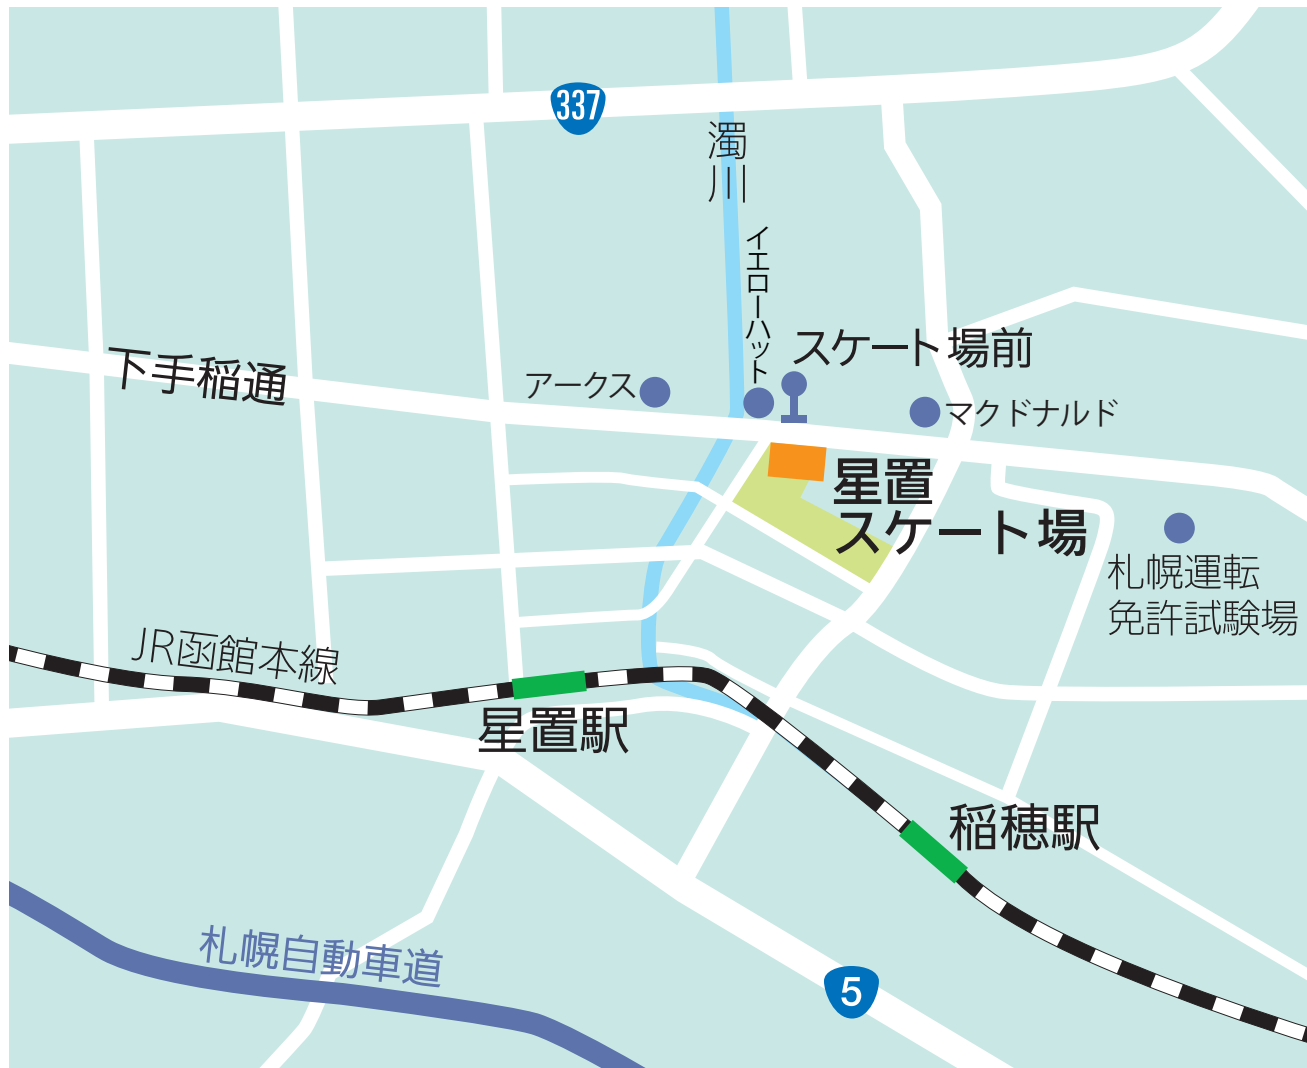 337
濁川
イエローハット
スケート場前
下手稲通
アークス
マクドナルド
星置
スケート場
札幌運転
免許試験場
JR函館本線
星置駅
稲穂駅
札幌自動車道
5